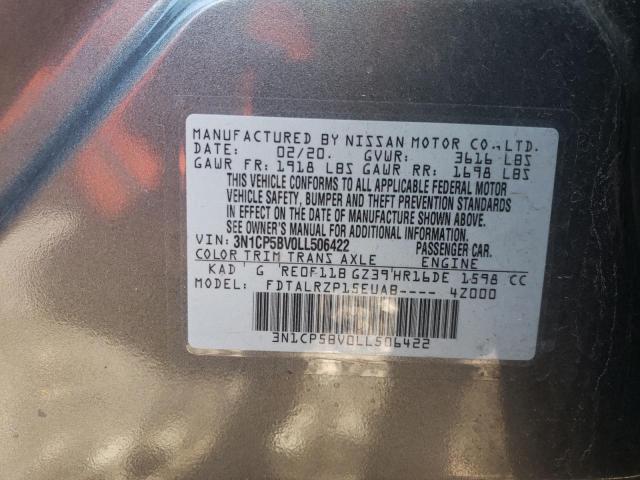 MANUFACTURED BY NISSAN MOTOR CO., LTD.
DATE: 02/20. GVWR: 3616 LBS
GAWR FR: 1918 LBS GAWR RR: 1698 LBS
THIS VEHICLE CONFORMS TO ALL APPLICABLE FEDERAL MOTOR
VEHICLE SAFETY, BUMPER AND THEFT PREVENTION STANDARDS
IN EFFECT ON THE DATE OF MANUFACTURE SHOWN ABOVE.
SEE OWNER'S MANUAL FOR ADDITIONAL INFORMATION.
VIN: 3N1CP5BV0LL506422 PASSENGER CAR.
COLOR TRIM TRANS AXLE ENGINE
KAD G RE0F11B GZ39 HR16DE 1598 CC
MODEL: FDTALRZP15EUAB---- 42000
3N1CP5BV0LL506422